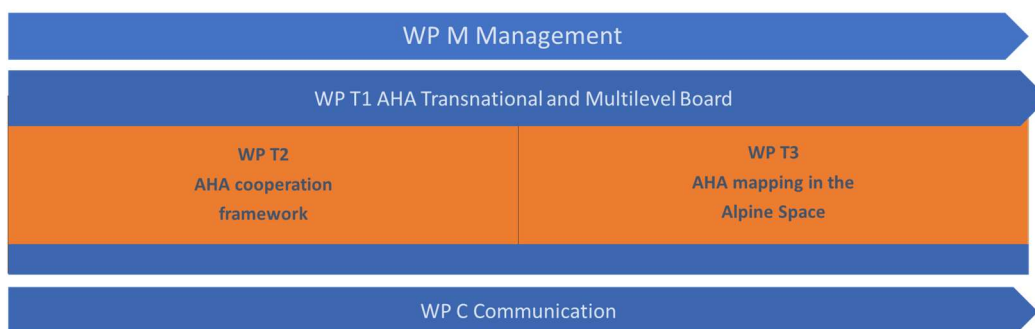 WP M Management
WP T1 AHA Transnational and Multilevel Board
WP T2
AHA cooperation
framework
WP T3
AHA mapping in the
Alpine Space
WP C Communication